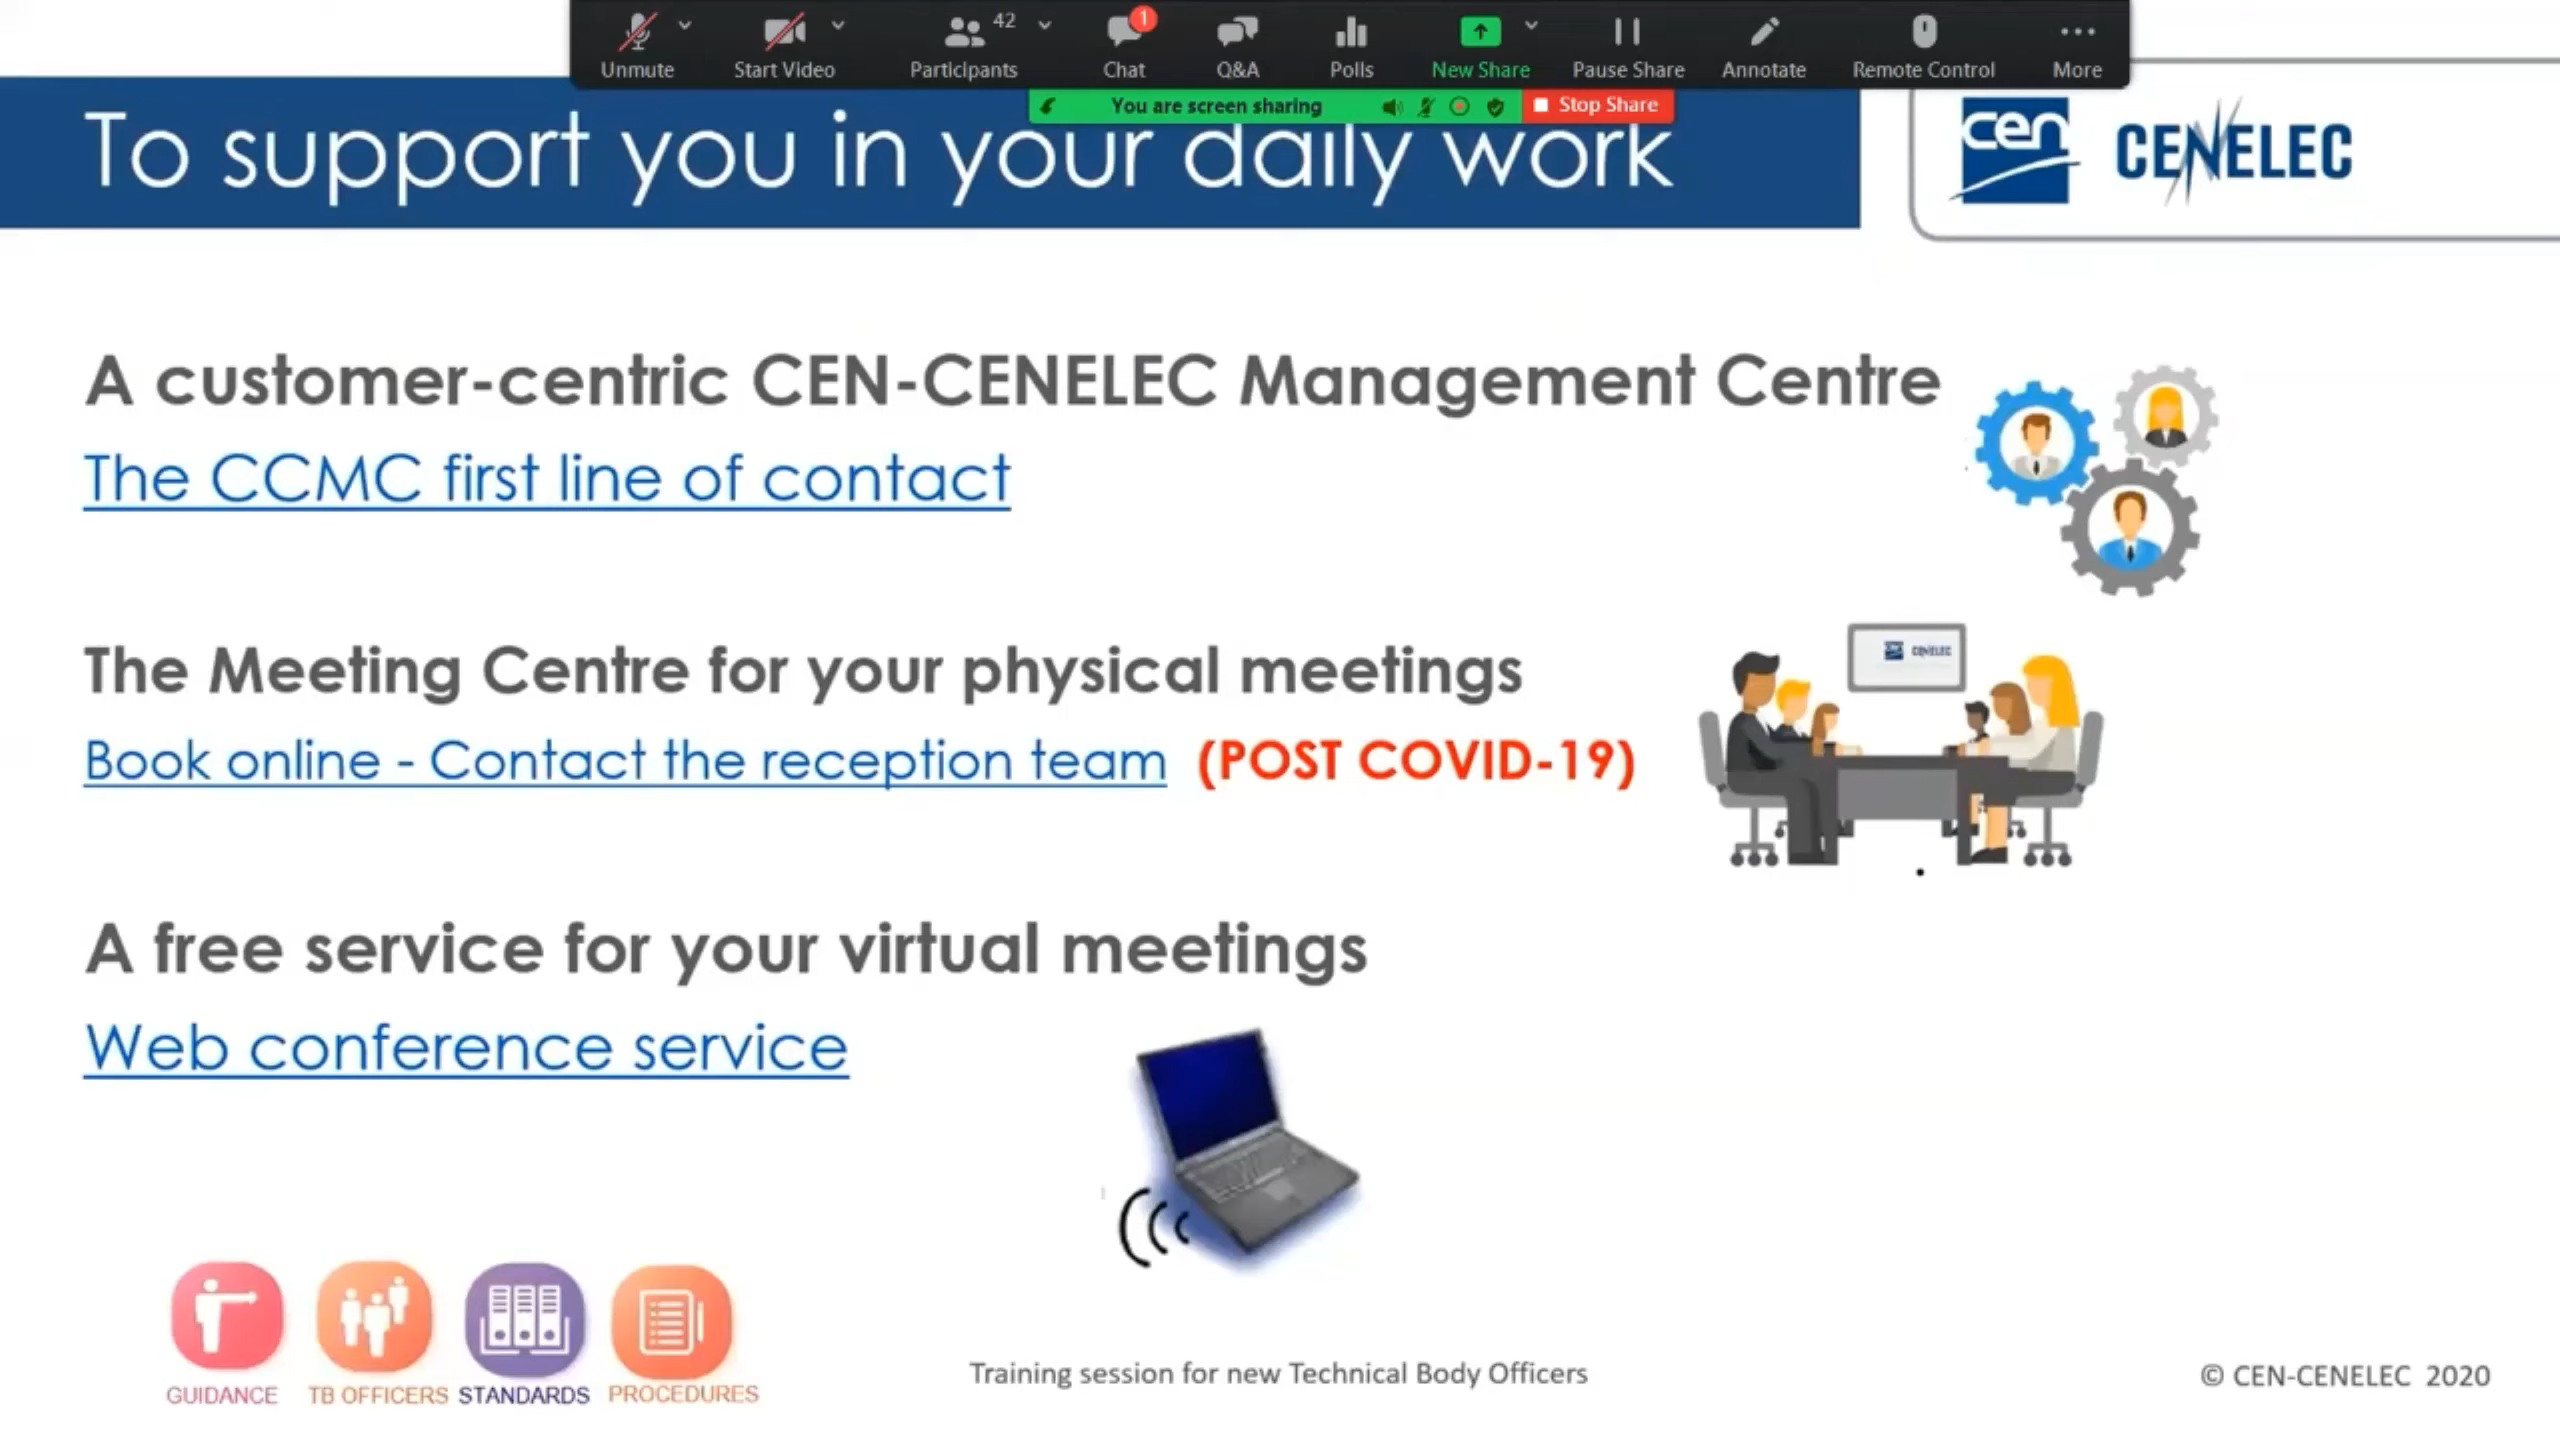 Unmute
Start Video
42
Participants
1
Chat
Q&A
Polls
New Share
Pause Share
Annotate
Remote Control
More
You are screen sharing
Stop Share
To support you in your daily work
cen
CENELEC
A customer-centric CEN-CENELEC Management Centre
The CCMC first line of contact
CENELEC
The Meeting Centre for your physical meetings
Book online - Contact the reception team (POST COVID-19)
A free service for your virtual meetings
Web conference service
GUIDANCE
TB OFFICERS
STANDARDS
PROCEDURES
Training session for new Technical Body Officers
© CEN-CENELEC 2020